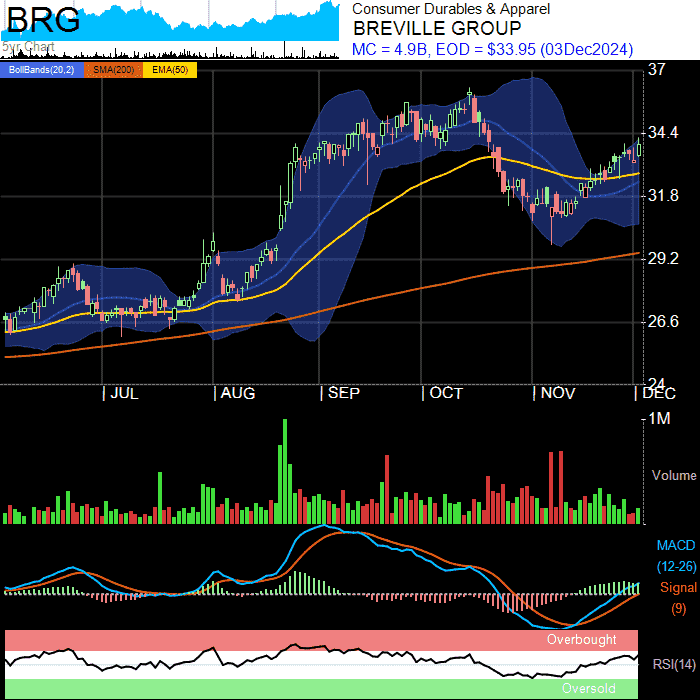 BRG
5yr Chart
Consumer Durables & Apparel
BREVILLE GROUP
MC = 4.9B, EOD = $33.95 (03Dec2024)
BollBands(20,2) SMA(200) EMA(50)
37
34.4
31.8
29.2
26.6
24
JUL AUG SEP OCT NOV DEC
1M
Volume
MACD
(12-26)
Signal
(9)
Overbought
RSI(14)
Oversold